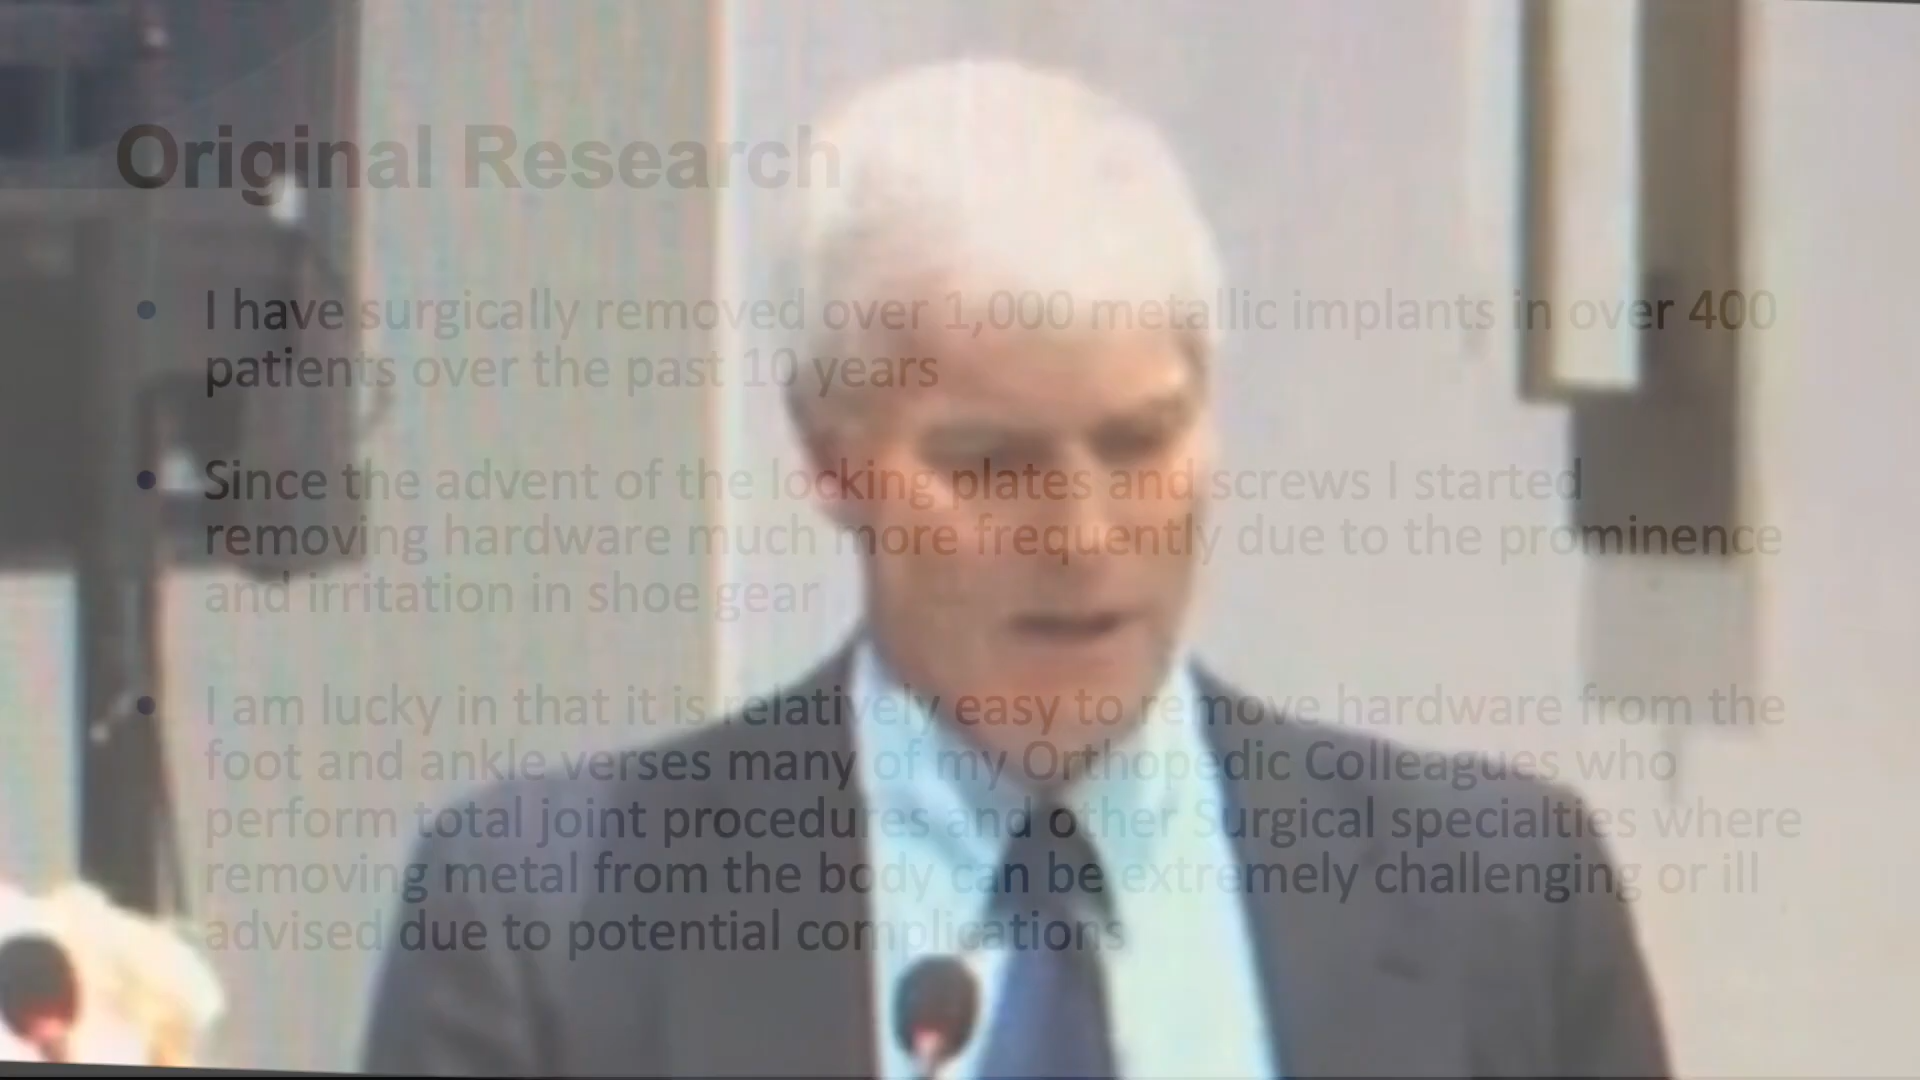 Original Research
• I have surgically removed over 1,000 metallic implants in over 400
patients over the past 10 years
• Since the advent of the locking plates and screws I started
removing hardware much more frequently due to the prominence
and irritation in shoe gear
• I am lucky in that it is relatively easy to remove hardware from the
foot and ankle verses many of my Orthopedic Colleagues who
perform total joint procedures and other Surgical specialties where
removing metal from the body can be extremely challenging or ill
advised due to potential complications